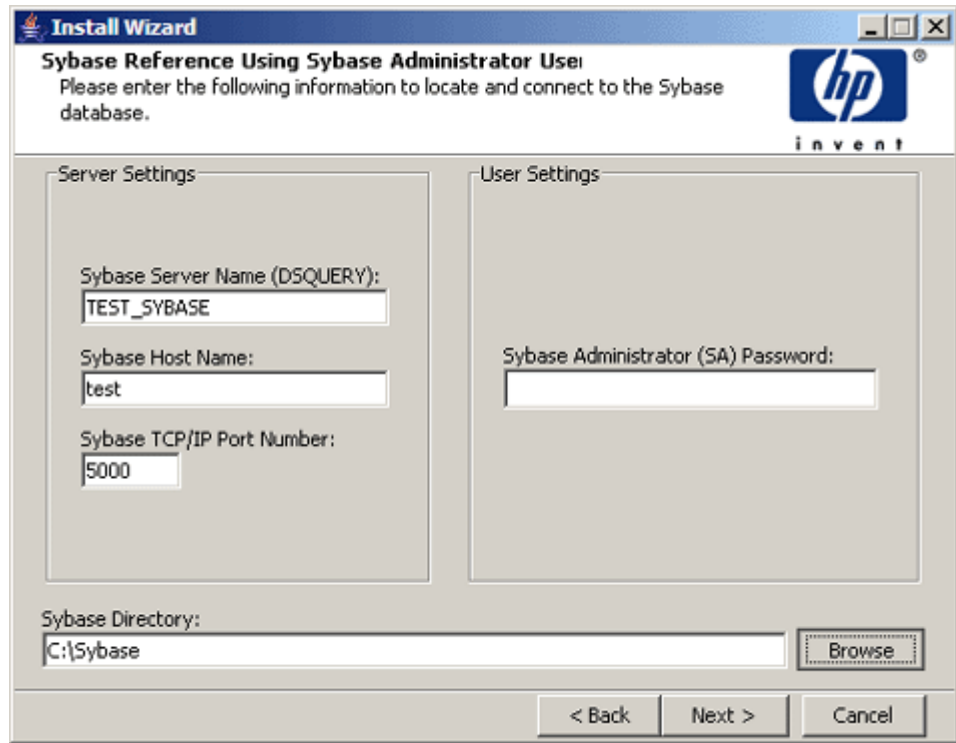 Install Wizard
Sybase Reference Using Sybase Administrator User
Please enter the following information to locate and connect to the Sybase
database.
hp
®
invent
Server Settings
Sybase Server Name (DSQUERY):
TEST_SYBASE
Sybase Host Name:
test
Sybase TCP/IP Port Number:
5000
User Settings
Sybase Administrator (SA) Password:
Sybase Directory:
C:\Sybase
Browse
< Back
Next >
Cancel